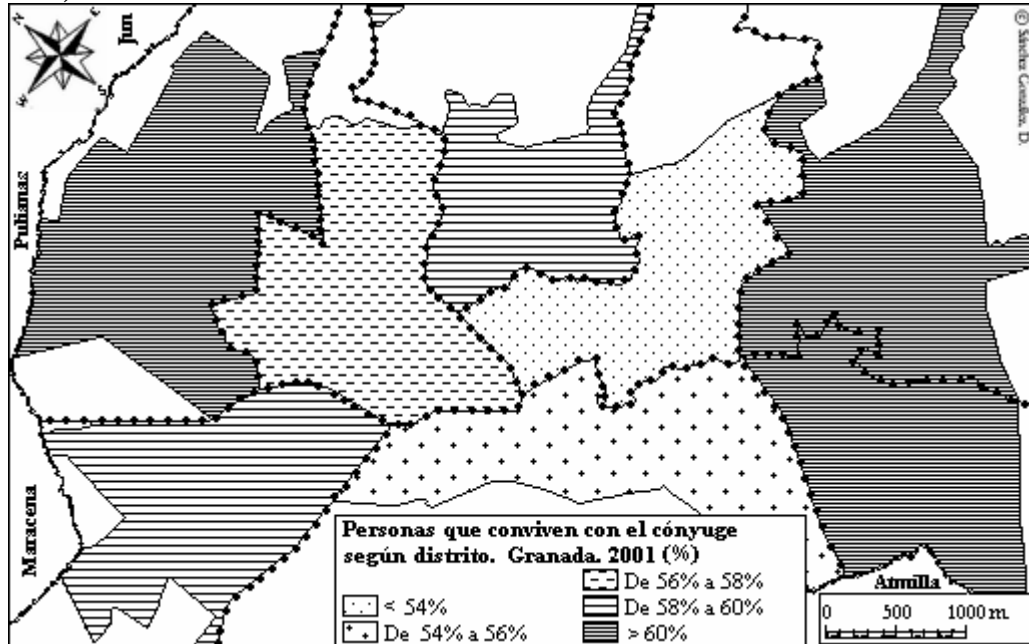 N
E
S
W
Jun
© Sánchez González, D.
Pulianas
Maracena
Personas que conviven con el cónyuge
según distrito. Granada. 2001 (%)
< 54%
De 54% a 56%
De 56% a 58%
De 58% a 60%
> 60%
Armilla
0 500 1000 m.